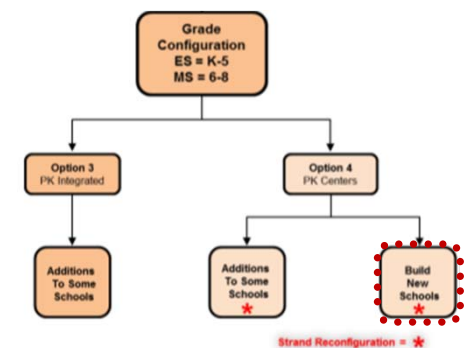 Grade
Configuration
ES = K-5
MS = 6-8
Option 3
PK Integrated
Option 4
PK Centers
Additions
To Some
Schools
Additions
To Some
Schools
*
Build
New
Schools
*
Strand Reconfiguration = *